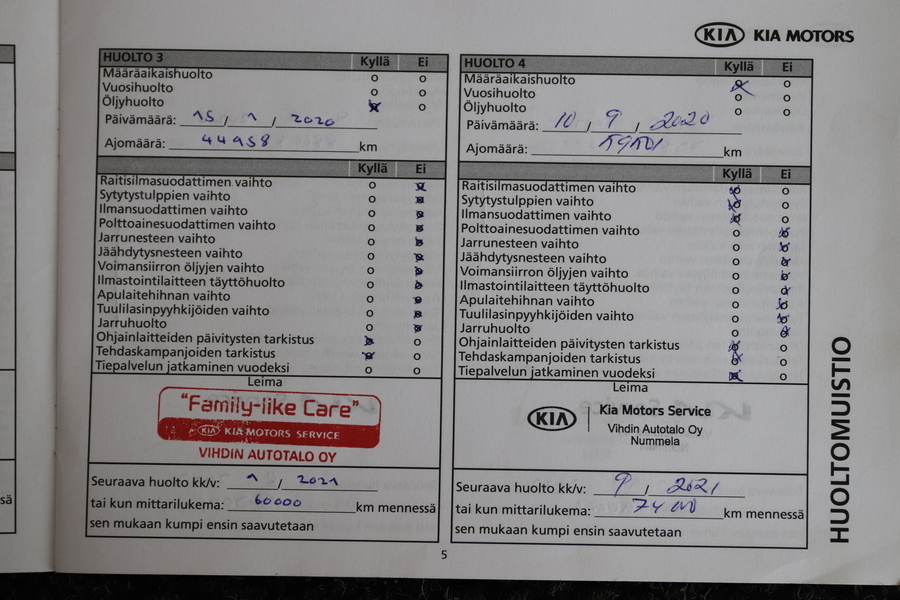 KIA KIA MOTORS
HUOLTO 3 Kyllä Ei
Määräaikaishuolto
Vuosihuolto
Öljyhuolto
Päivämäärä: 15 / 1 / 2020
Ajomäärä: 44958 km
Kyllä Ei
Raitisilmasuodattimen vaihto
Sytytystulppien vaihto
Ilmansuodattimen vaihto
Polttoainesuodattimen vaihto
Jarrunesteen vaihto
Jäähdytysnesteen vaihto
Voimansiirron öljyjen vaihto
Ilmastointilaitteen täyttöhuolto
Apulaitehihnan vaihto
Tuulilasinpyyhkijöiden vaihto
Jarruhuolto
Ohjainlaitteiden päivitysten tarkistus
Tehdaskampanjoiden tarkistus
Tiepalvelun jatkaminen vuodeksi
Leima
"Family-like Care"
KIA KIA MOTORS SERVICE
VIHDIN AUTOTALO OY
Seuraava huolto kk/v: 1 / 2021
tai kun mittarilukema: 60000 km mennessä
sen mukaan kumpi ensin saavutetaan
HUOLTO 4 Kyllä Ei
Määräaikaishuolto
Vuosihuolto
Öljyhuolto
Päivämäärä: 10 / 9 / 2020
Ajomäärä: km
Kyllä Ei
Raitisilmasuodattimen vaihto
Sytytystulppien vaihto
Ilmansuodattimen vaihto
Polttoainesuodattimen vaihto
Jarrunesteen vaihto
Jäähdytysnesteen vaihto
Voimansiirron öljyjen vaihto
Ilmastointilaitteen täyttöhuolto
Apulaitehihnan vaihto
Tuulilasinpyyhkijöiden vaihto
Jarruhuolto
Ohjainlaitteiden päivitysten tarkistus
Tehdaskampanjoiden tarkistus
Tiepalvelun jatkaminen vuodeksi
Leima
KIA Kia Motors Service
Vihdin Autotalo Oy
Nummela
Seuraava huolto kk/v: 9 / 2021
tai kun mittarilukema: km mennessä
sen mukaan kumpi ensin saavutetaan
HUOLTOMUISTIO
5
sä